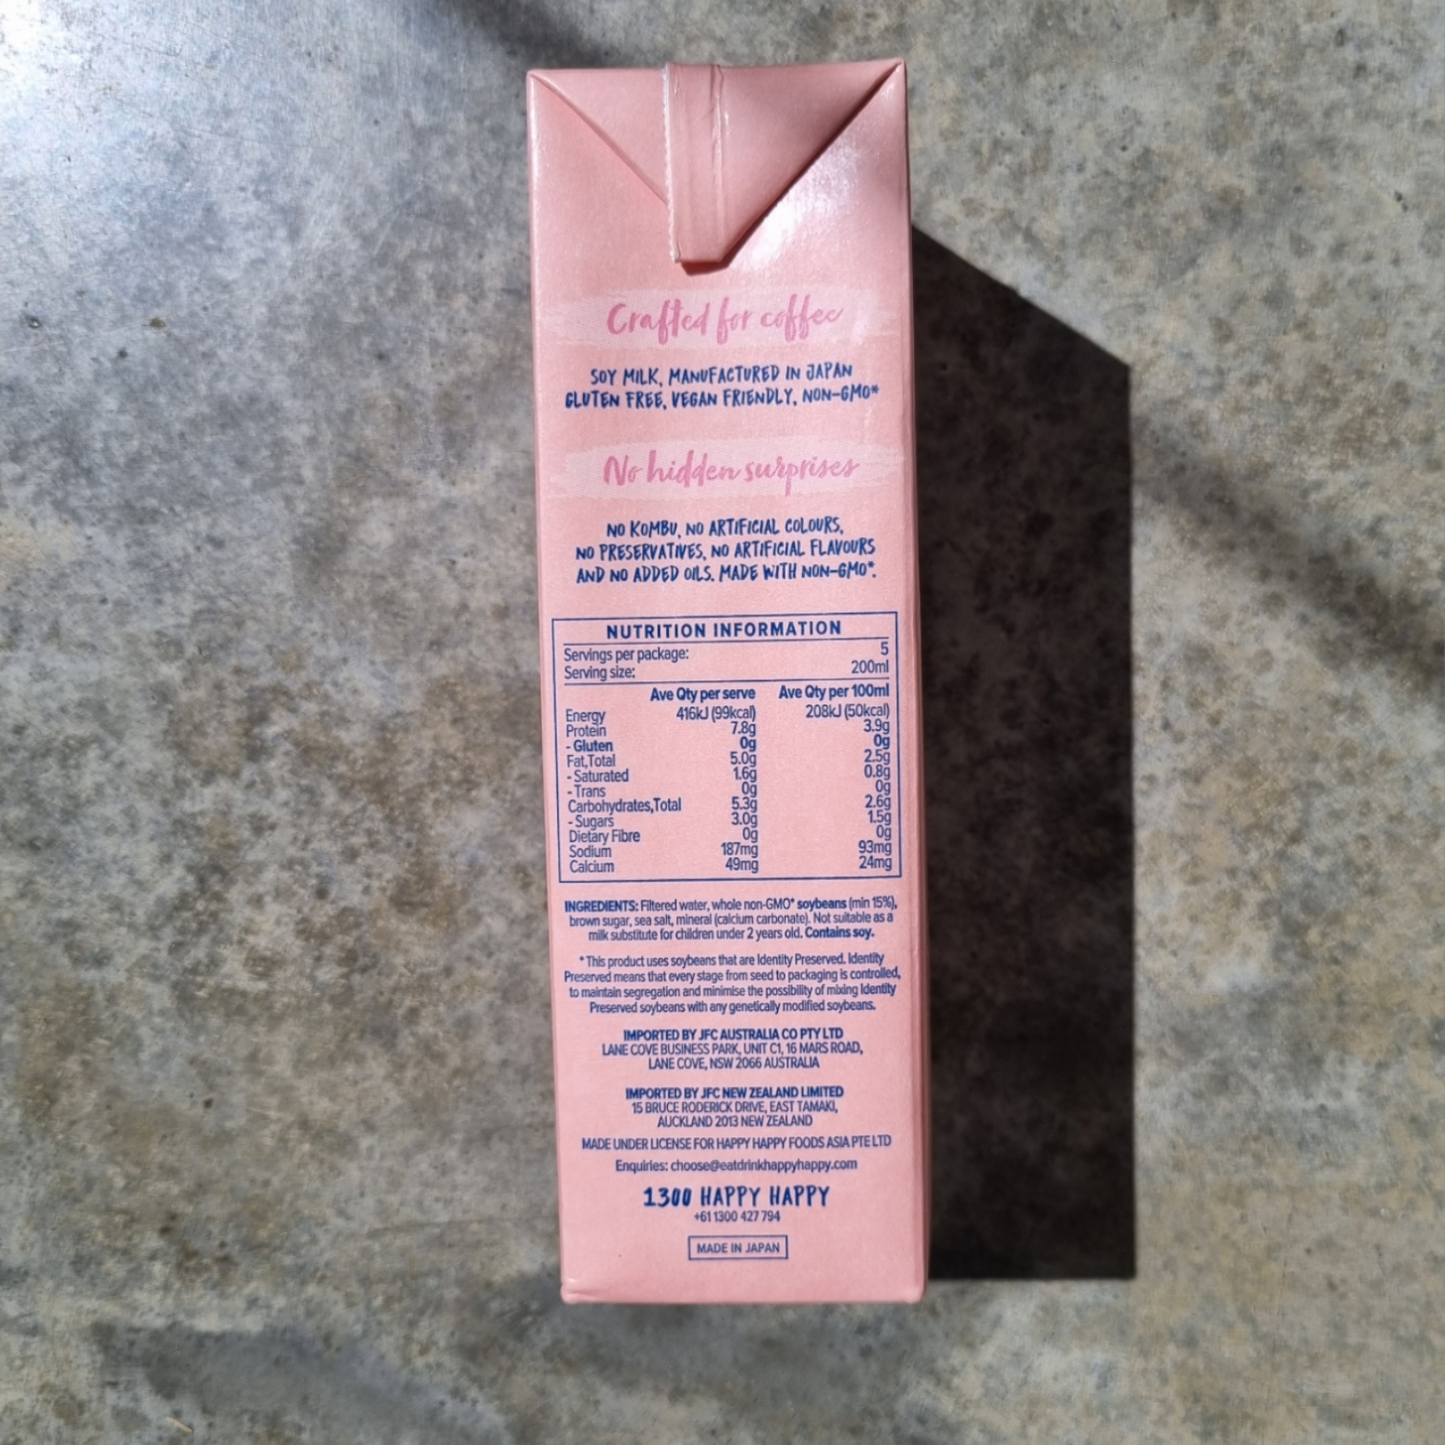 Crafted for coffee
SOY MILK, MANUFACTURED IN JAPAN
GLUTEN FREE, VEGAN FRIENDLY, NON-GMO*
No hidden surprises
NO KOMBU, NO ARTIFICIAL COLOURS,
NO PRESERVATIVES, NO ARTIFICIAL FLAVOURS
AND NO ADDED OILS. MADE WITH NON-GMO*.
NUTRITION INFORMATION
Servings per package: 5
Serving size: 200ml
Ave Qty per serve Ave Qty per 100ml
Energy 416kJ (99kcal) 208kJ (50kcal)
Protein 7.8g 3.9g
- Gluten 0g 0g
Fat,Total 5.0g 2.5g
- Saturated 1.6g 0.8g
- Trans 0g 0g
Carbohydrates,Total 5.3g 2.6g
- Sugars 3.0g 1.5g
Dietary Fibre 0g 0g
Sodium 187mg 93mg
Calcium 49mg 24mg
INGREDIENTS: Filtered water, whole non-GMO* soybeans (min 15%),
brown sugar, sea salt, mineral (calcium carbonate). Not suitable as a
milk substitute for children under 2 years old. Contains soy.
* This product uses soybeans that are Identity Preserved. Identity
Preserved means that every stage from seed to packaging is controlled,
to maintain segregation and minimise the possibility of mixing Identity
Preserved soybeans with any genetically modified soybeans.
IMPORTED BY JFC AUSTRALIA CO PTY LTD
LANE COVE BUSINESS PARK, UNIT C1, 16 MARS ROAD,
LANE COVE, NSW 2066 AUSTRALIA
IMPORTED BY JFC NEW ZEALAND LIMITED
15 BRUCE RODERICK DRIVE, EAST TAMAKI,
AUCKLAND 2013 NEW ZEALAND
MADE UNDER LICENSE FOR HAPPY HAPPY FOODS ASIA PTE LTD
Enquiries: choose@eatdrinkhappyhappy.com
1300 HAPPY HAPPY
+61 1300 427 794
MADE IN JAPAN